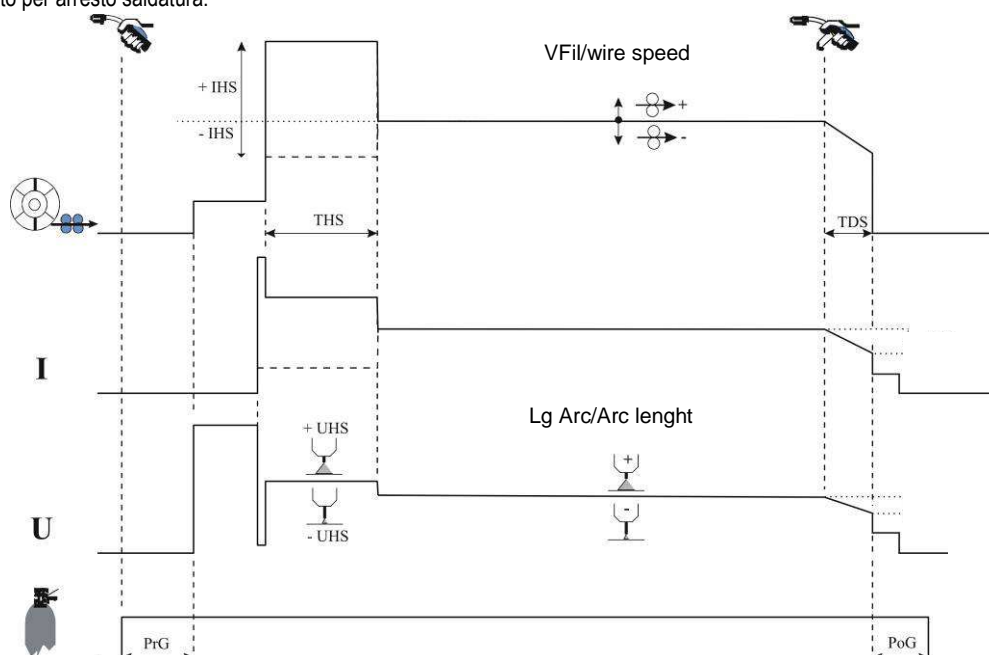 to per arresto saldatura.
VFil/wire speed
+ IHS
+
- IHS
-
THS
TDS
I
Lg Arc/Arc lenght
+ UHS
+
-
- UHS
U
PrG
PoG